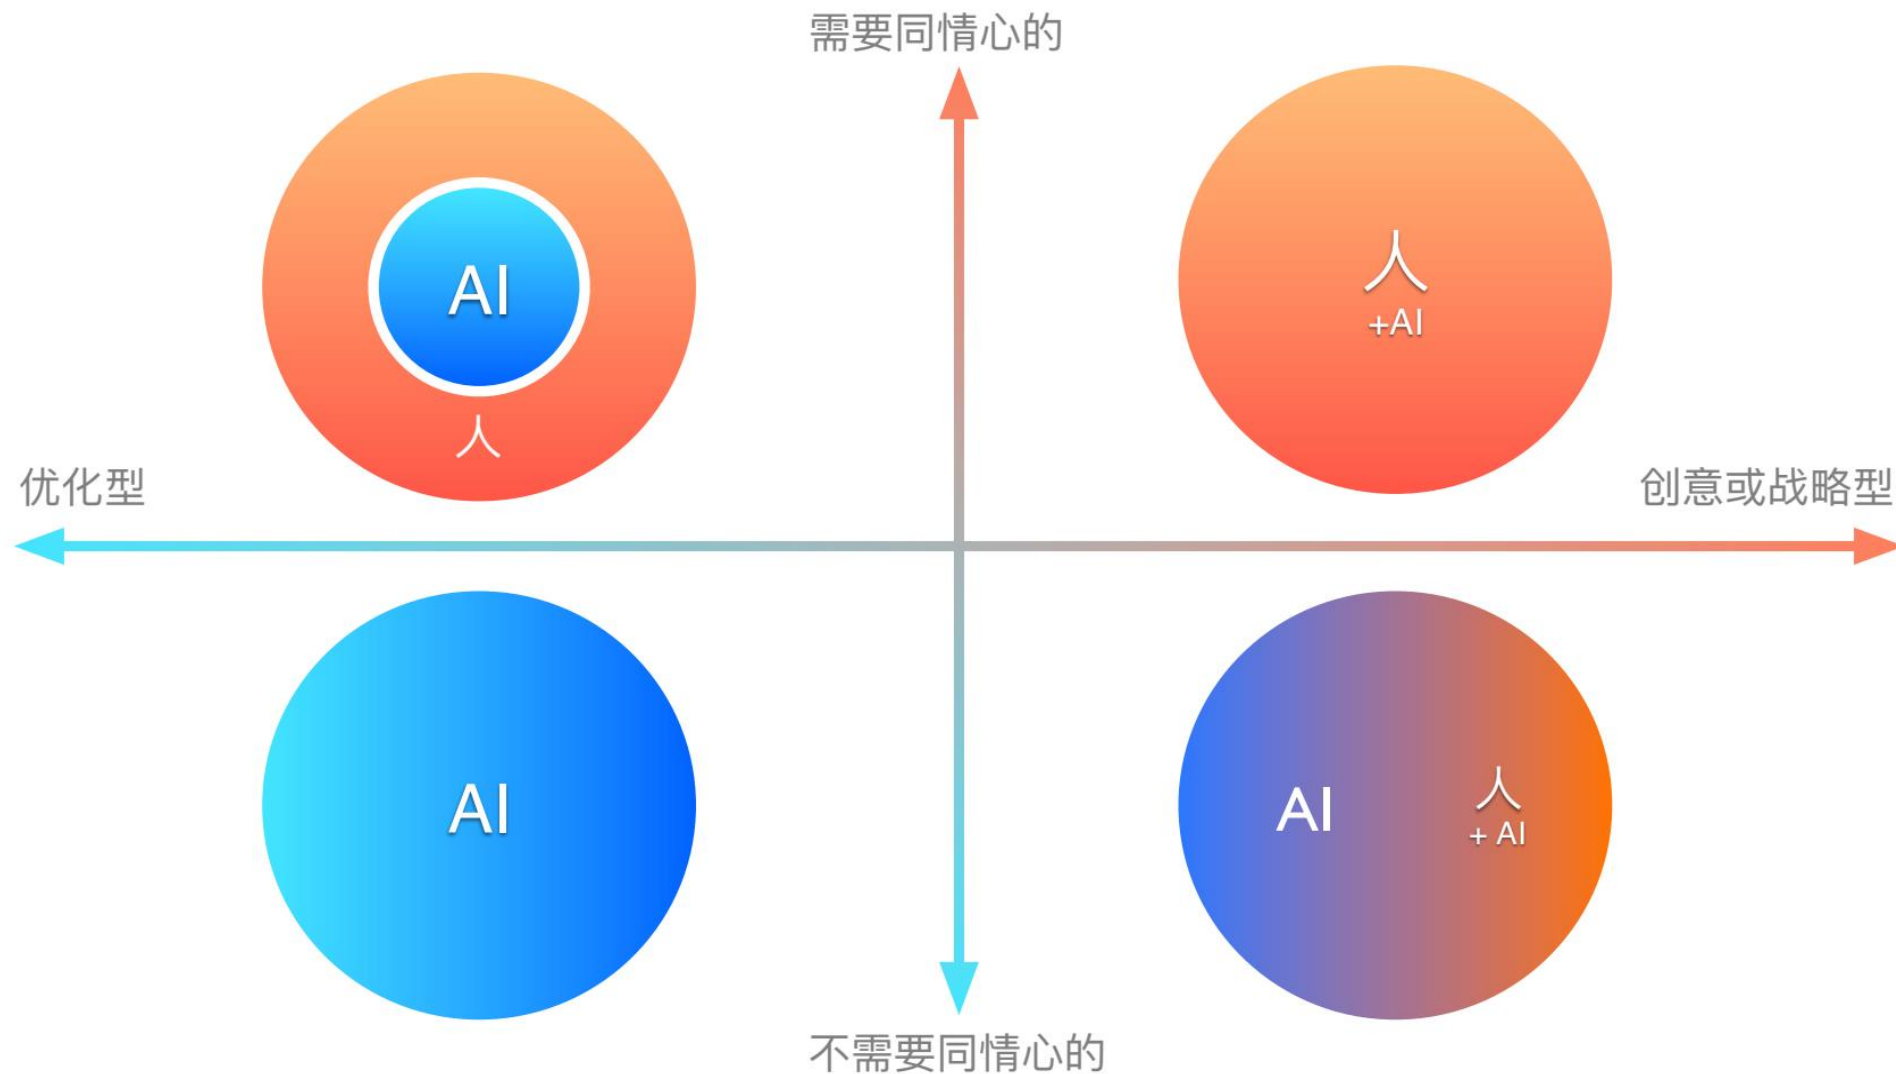 需要同情心的
AI
人
人
+AI
优化型
创意或战略型
AI
AI
人
+ AI
不需要同情心的